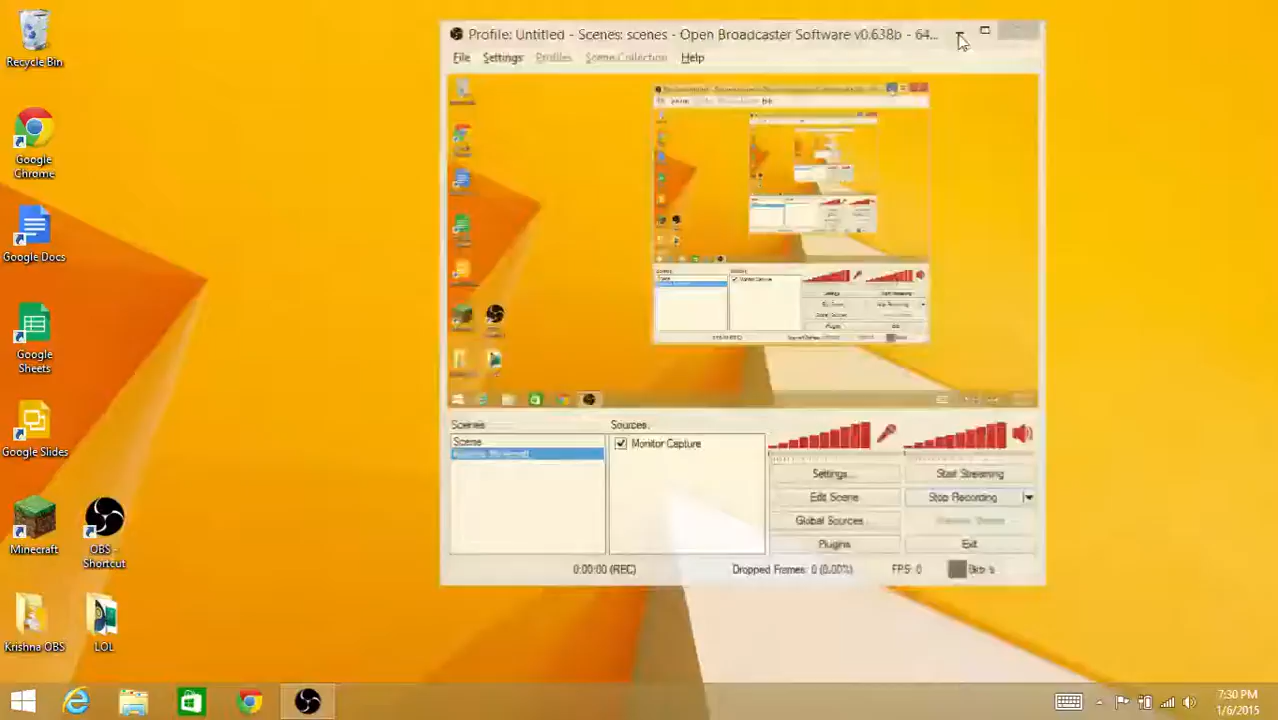 Recycle Bin
Google
Chrome
Google Docs
Google
Sheets
Google Slides
Minecraft
OBS -
Shortcut
Krishna OBS
LOL
Profile: Untitled - Scenes: scenes - Open Broadcaster Software v0.638b - 64...
File Settings Profiles Scene Collection Help
Scenes:
Sources:
Scene
Monitor Capture
Settings...
Start Streaming
Edit Scene
Stop Recording
Global Sources...
Plugins
Exit
0:00:00 (REC)
Dropped Frames: 0 (0.00%)
FPS: 0
7:30 PM
1/6/2015